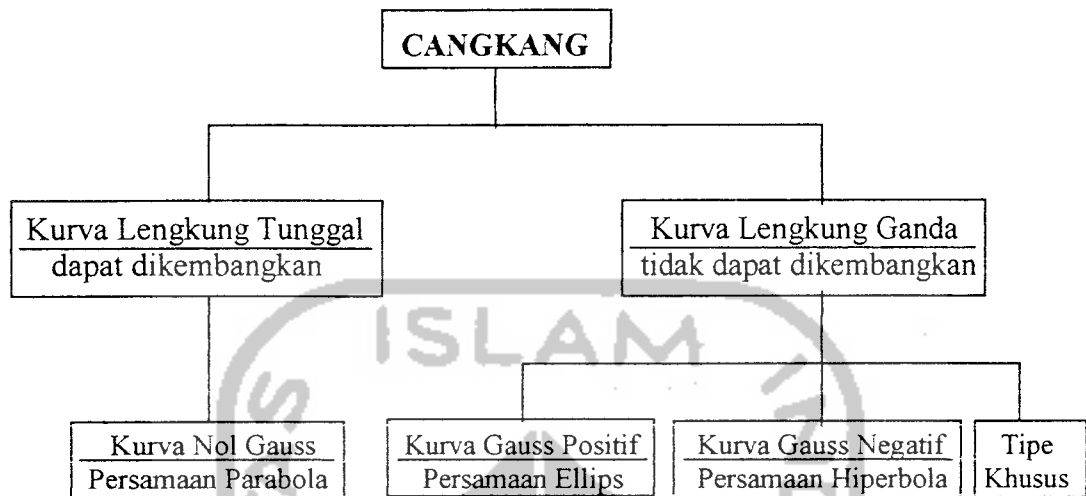 CANGKANG
Kurva Lengkung Tunggal
dapat dikembangkan
Kurva Lengkung Ganda
tidak dapat dikembangkan
ISLAM
Kurva Nol Gauss
Persamaan Parabola
Kurva Gauss Positif
Persamaan Ellips
Kurva Gauss Negatif
Persamaan Hiperbola
Tipe
Khusus